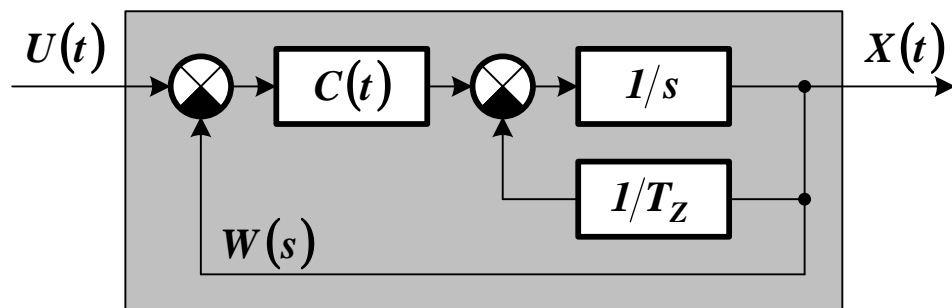 U(t)
X(t)
C(t)
1/s
1/T_Z
W(s)